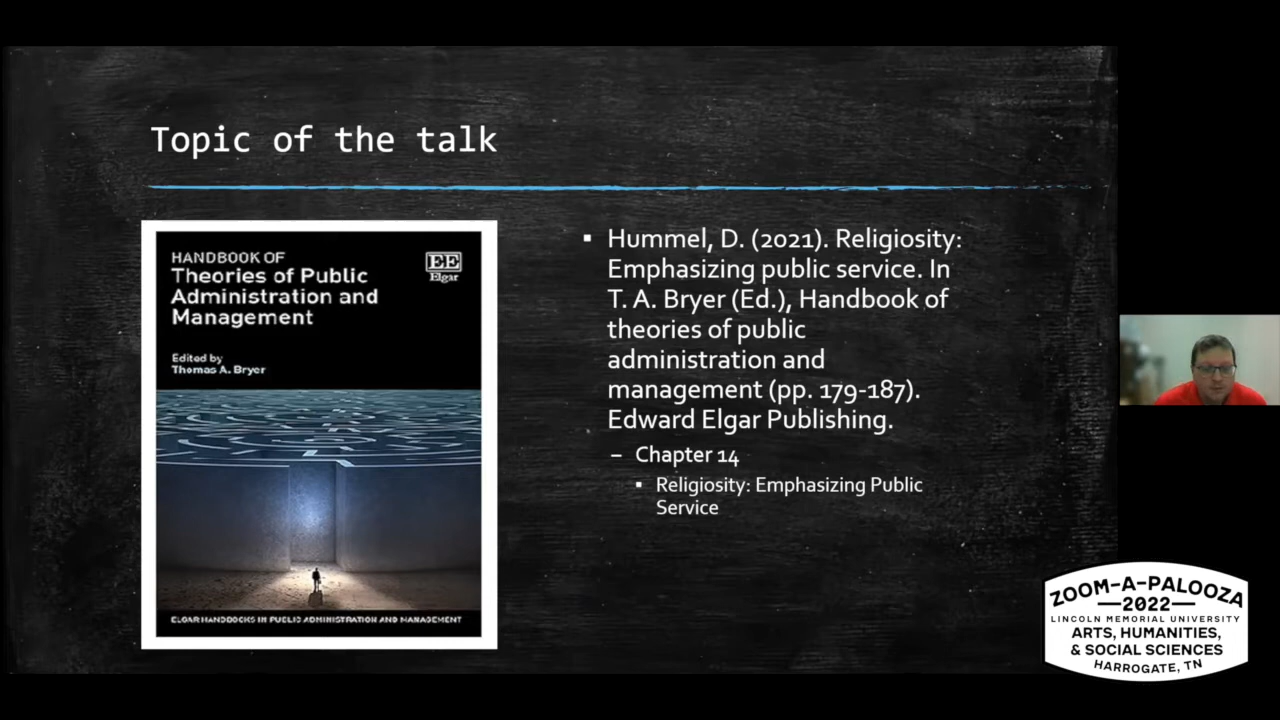 Topic of the talk
HANDBOOK OF
Theories of Public
Administration and
Management
EE
Elgar
Edited by
Thomas A. Bryer
ELGAR HANDBOOKS IN PUBLIC ADMINISTRATION AND MANAGEMENT
▪ Hummel, D. (2021). Religiosity:
Emphasizing public service. In
T. A. Bryer (Ed.), Handbook of
theories of public
administration and
management (pp. 179-187).
Edward Elgar Publishing.
– Chapter 14
▪ Religiosity: Emphasizing Public
Service
ZOOM-A-PALOOZA
—2022—
LINCOLN MEMORIAL UNIVERSITY
ARTS, HUMANITIES,
& SOCIAL SCIENCES
HARROGATE, TN